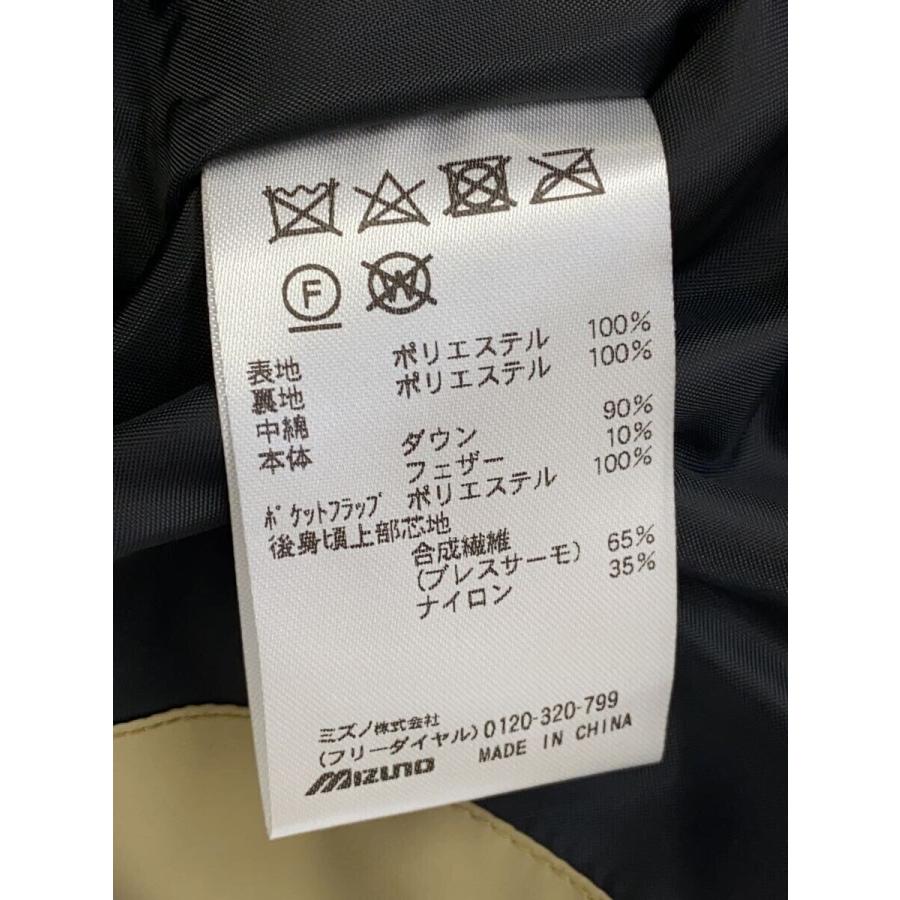 F W
表地 ポリエステル 100%
裏地 ポリエステル 100%
中綿
本体 ダウン 90%
フェザー 10%
ポケットフラップ ポリエステル 100%
後身頃上部芯地
合成繊維 65%
(ブレスサーモ)
ナイロン 35%
ミズノ株式会社
(フリーダイヤル) 0120-320-799
MIZUNO MADE IN CHINA